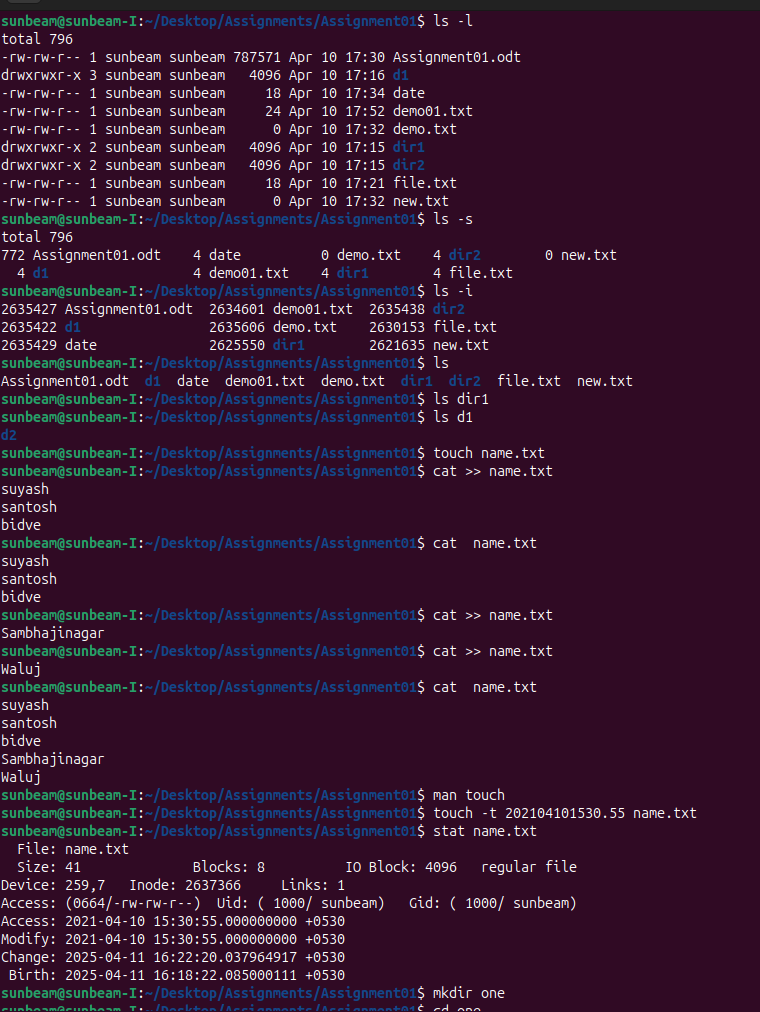 sunbeam@sunbeam-I:~/Desktop/Assignments/Assignment01$ ls -l
total 796
-rw-rw-r-- 1 sunbeam sunbeam 787571 Apr 10 17:30 Assignment01.odt
drwxrwxr-x 3 sunbeam sunbeam   4096 Apr 10 17:16 d1
-rw-rw-r-- 1 sunbeam sunbeam     18 Apr 10 17:34 date
-rw-rw-r-- 1 sunbeam sunbeam     24 Apr 10 17:52 demo01.txt
-rw-rw-r-- 1 sunbeam sunbeam      0 Apr 10 17:32 demo.txt
drwxrwxr-x 2 sunbeam sunbeam   4096 Apr 10 17:15 dir1
drwxrwxr-x 2 sunbeam sunbeam   4096 Apr 10 17:15 dir2
-rw-rw-r-- 1 sunbeam sunbeam     18 Apr 10 17:21 file.txt
-rw-rw-r-- 1 sunbeam sunbeam      0 Apr 10 17:32 new.txt
sunbeam@sunbeam-I:~/Desktop/Assignments/Assignment01$ ls -s
total 796
772 Assignment01.odt    4 date          0 demo.txt    4 dir2        0 new.txt
  4 d1                  4 demo01.txt    4 dir1        4 file.txt
sunbeam@sunbeam-I:~/Desktop/Assignments/Assignment01$ ls -i
2635427 Assignment01.odt  2634601 demo01.txt  2635438 dir2
2635422 d1                2635606 demo.txt    2630153 file.txt
2635429 date              2625550 dir1        2621635 new.txt
sunbeam@sunbeam-I:~/Desktop/Assignments/Assignment01$ ls
Assignment01.odt  d1  date  demo01.txt  demo.txt  dir1  dir2  file.txt  new.txt
sunbeam@sunbeam-I:~/Desktop/Assignments/Assignment01$ ls dir1
sunbeam@sunbeam-I:~/Desktop/Assignments/Assignment01$ ls d1
d2
sunbeam@sunbeam-I:~/Desktop/Assignments/Assignment01$ touch name.txt
sunbeam@sunbeam-I:~/Desktop/Assignments/Assignment01$ cat >> name.txt
suyash
santosh
bidve
sunbeam@sunbeam-I:~/Desktop/Assignments/Assignment01$ cat  name.txt
suyash
santosh
bidve
sunbeam@sunbeam-I:~/Desktop/Assignments/Assignment01$ cat >> name.txt
Sambhajinagar
sunbeam@sunbeam-I:~/Desktop/Assignments/Assignment01$ cat >> name.txt
Waluj
sunbeam@sunbeam-I:~/Desktop/Assignments/Assignment01$ cat  name.txt
suyash
santosh
bidve
Sambhajinagar
Waluj
sunbeam@sunbeam-I:~/Desktop/Assignments/Assignment01$ man touch
sunbeam@sunbeam-I:~/Desktop/Assignments/Assignment01$ touch -t 202104101530.55 name.txt
sunbeam@sunbeam-I:~/Desktop/Assignments/Assignment01$ stat name.txt
  File: name.txt
  Size: 41              Blocks: 8          IO Block: 4096   regular file
Device: 259,7   Inode: 2637366     Links: 1
Access: (0664/-rw-rw-r--)  Uid: ( 1000/ sunbeam)   Gid: ( 1000/ sunbeam)
Access: 2021-04-10 15:30:55.000000000 +0530
Modify: 2021-04-10 15:30:55.000000000 +0530
Change: 2025-04-11 16:22:20.037964917 +0530
 Birth: 2025-04-11 16:18:22.085000111 +0530
sunbeam@sunbeam-I:~/Desktop/Assignments/Assignment01$ mkdir one
sunbeam@sunbeam-I:~/Desktop/Assignments/Assignment01$ cd one